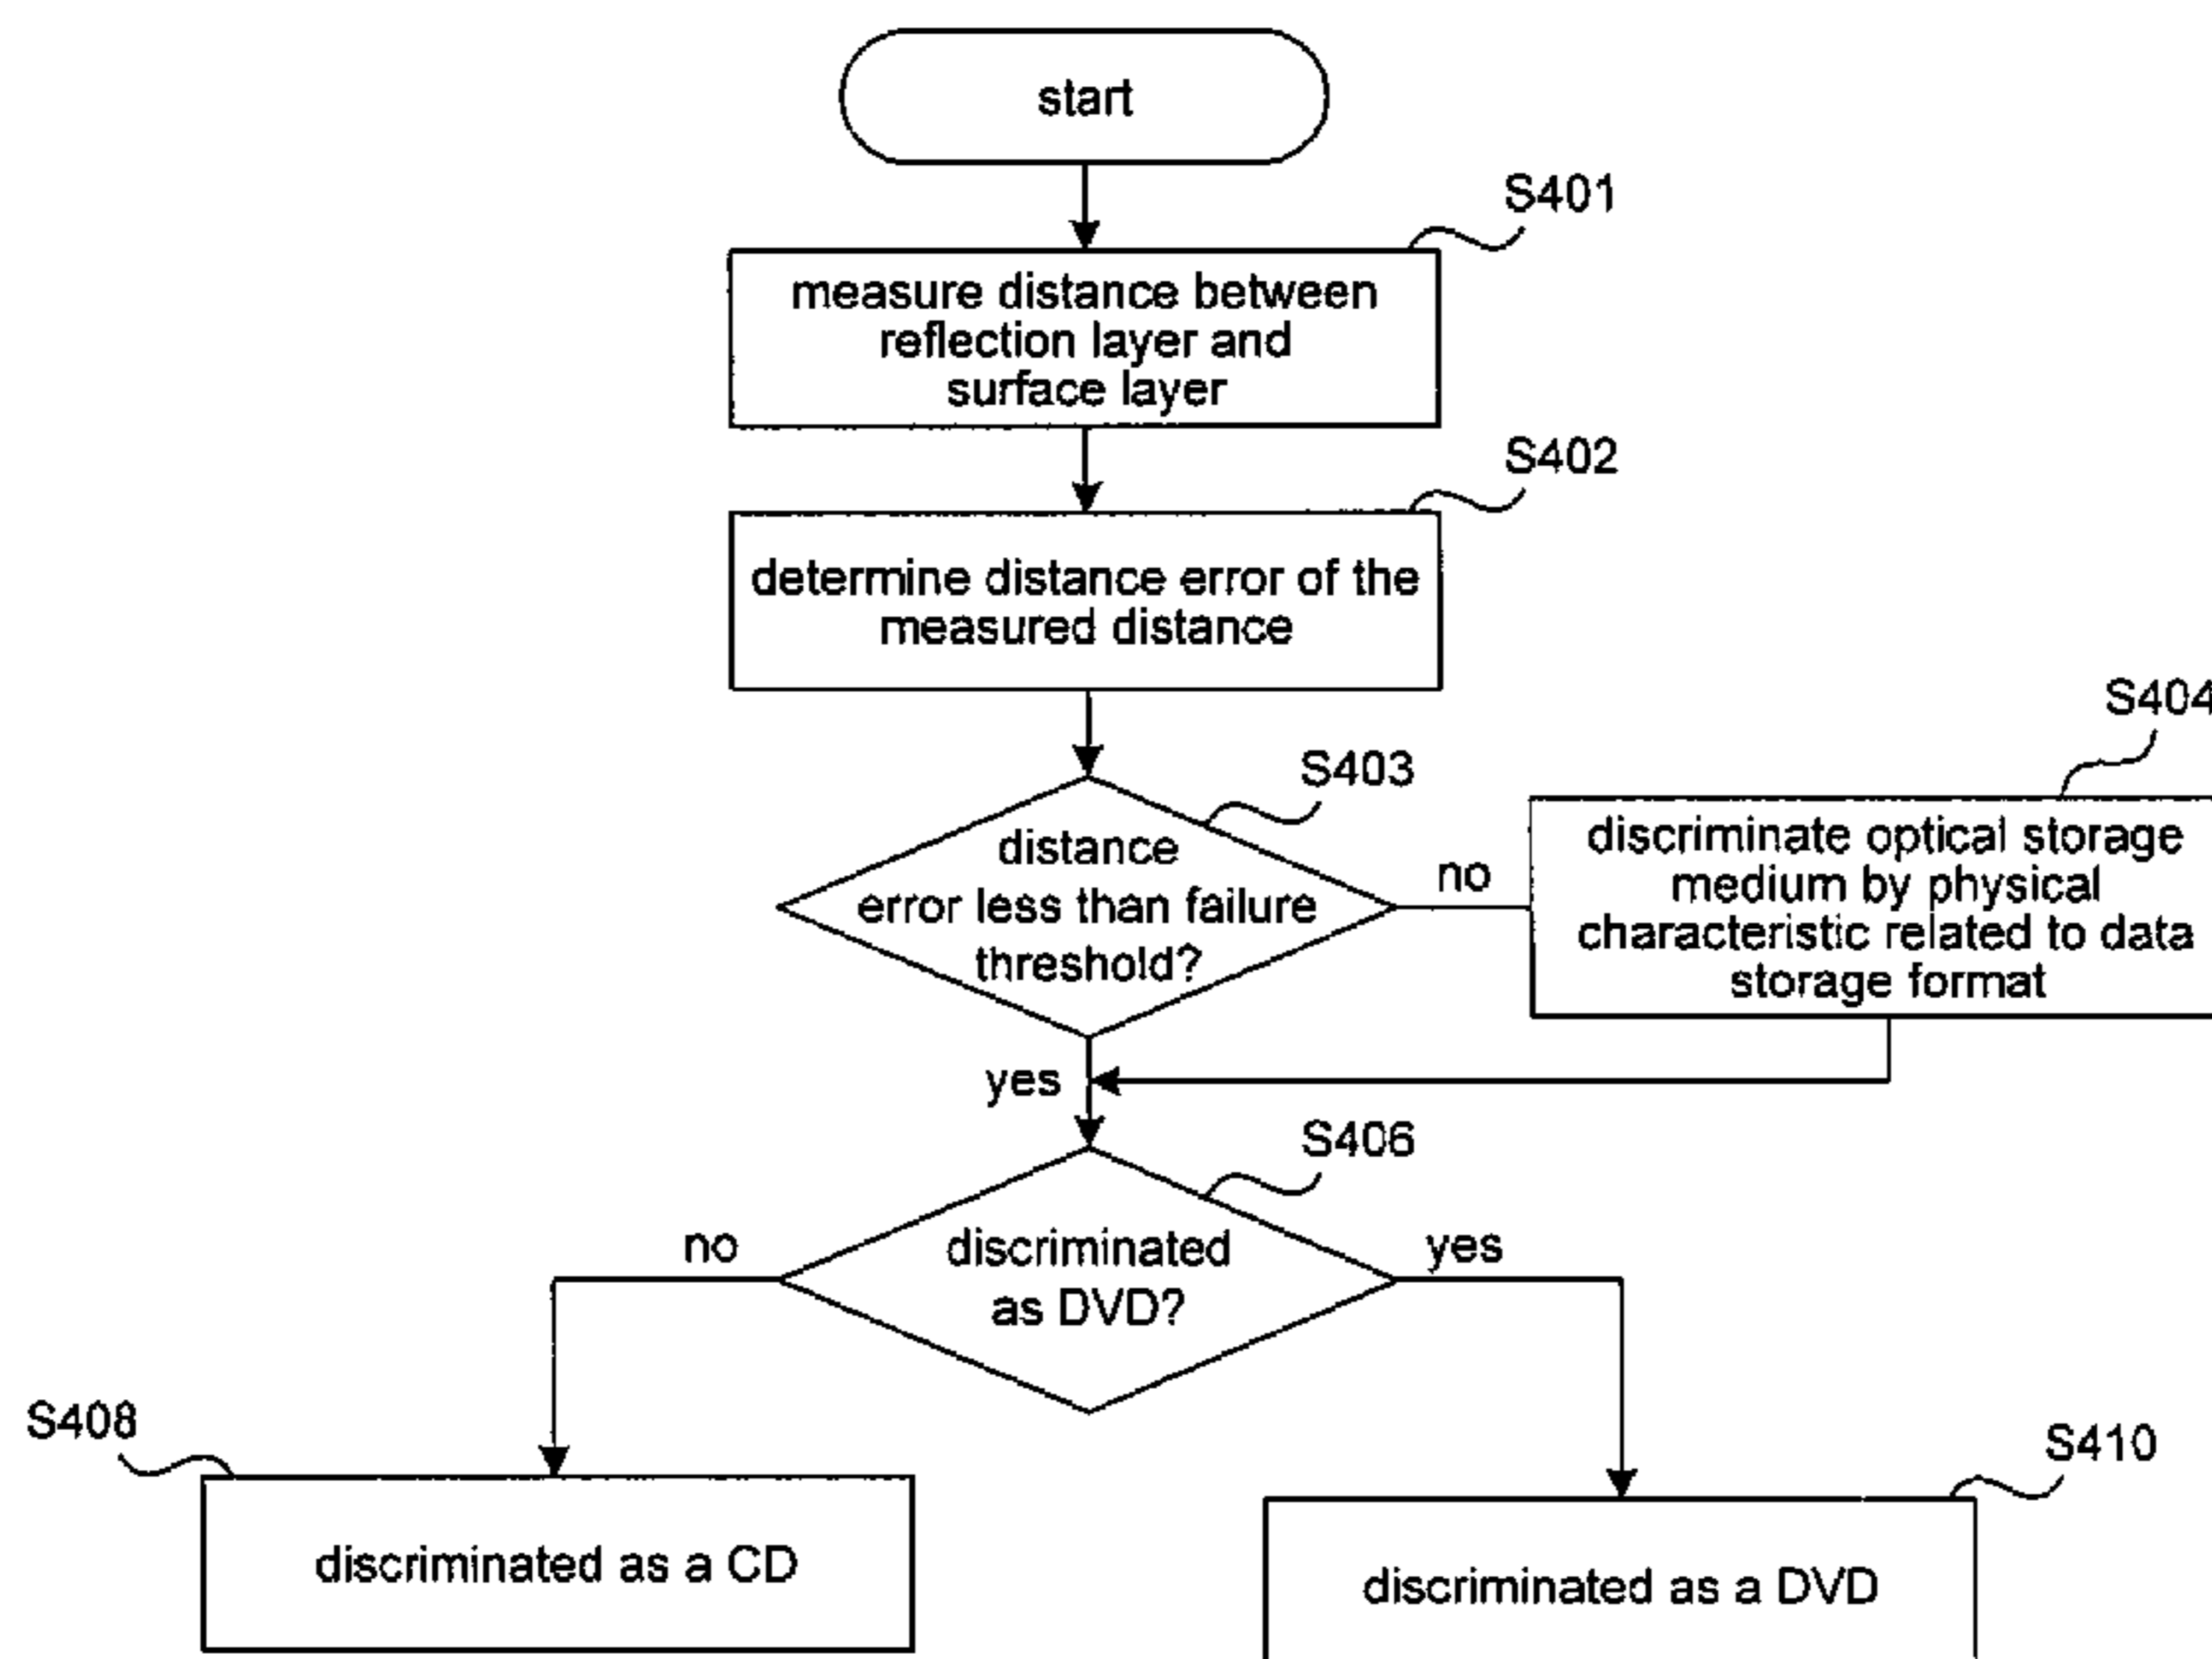 start
S401
measure distance between
reflection layer and
surface layer
S402
determine distance error of the
measured distance
S403
distance
error less than failure
threshold?
no
S404
discriminate optical storage
medium by physical
characteristic related to data
storage format
yes
S406
discriminated
as DVD?
no
yes
S408
discriminated as a CD
S410
discriminated as a DVD